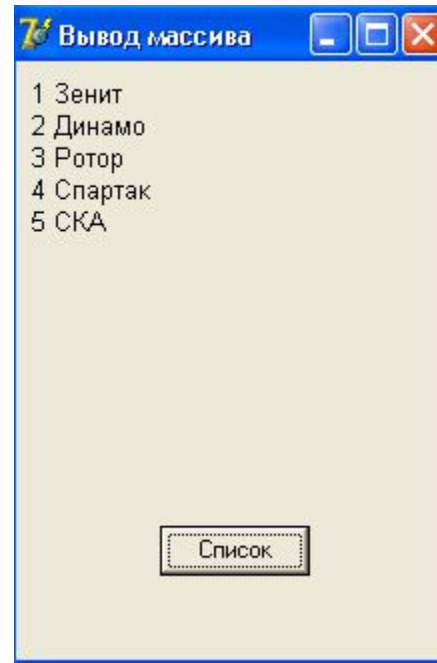 Вывод массива
1 Зенит
2 Динамо
3 Ротор
4 Спартак
5 СКА
Список